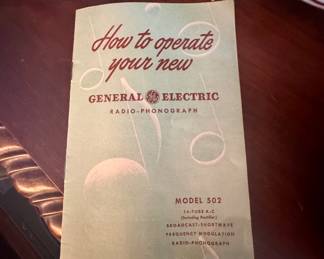 How to operate
your new
GENERAL GE ELECTRIC
RADIO-PHONOGRAPH
MODEL 502
14-TUBE A-C
(Including Rectifier)
BROADCAST-SHORTWAVE
FREQUENCY MODULATION
RADIO-PHONOGRAPH